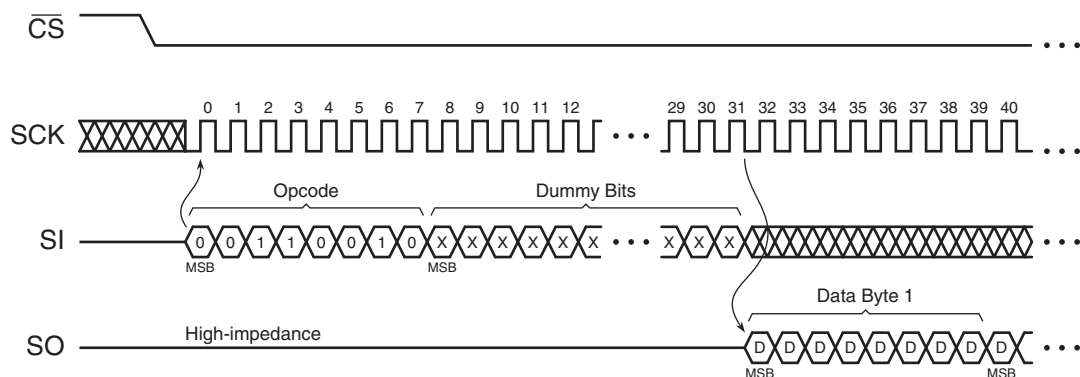 CS
0 1 2 3 4 5 6 7 8 9 10 11 12 29 30 31 32 33 34 35 36 37 38 39 40
SCK
Opcode Dummy Bits
SI 0 0 1 1 0 0 1 0 X X X X X X X X X
MSB MSB
Data Byte 1
High-impedance
SO D D D D D D D D D
MSB MSB